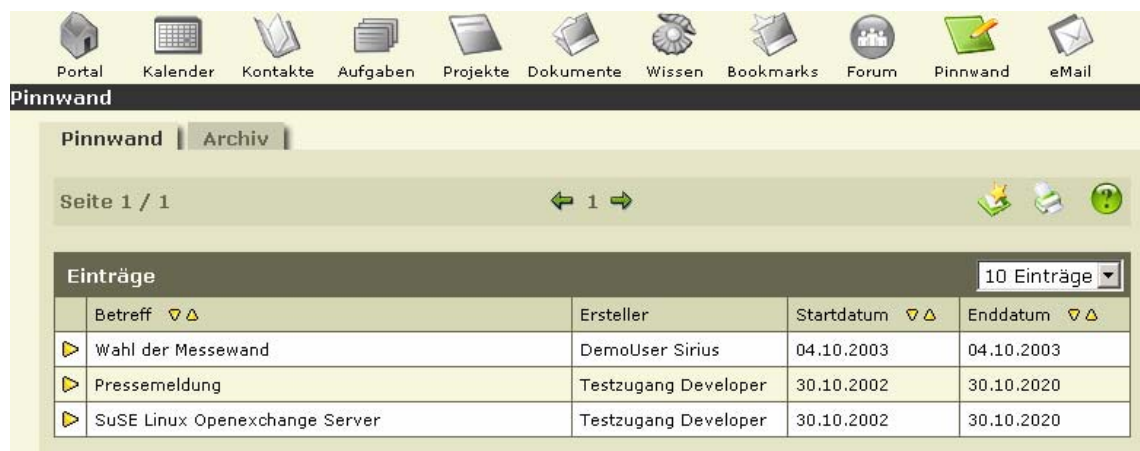 Portal Kalender Kontakte Aufgaben Projekte Dokumente Wissen Bookmarks Forum Pinnwand eMail
Pinnwand
Pinnwand Archiv
Seite 1 / 1 1 ?
Einträge 10 Einträge
Betreff Ersteller Startdatum Enddatum
Wahl der Messewand DemoUser Sirius 04.10.2003 04.10.2003
Pressemeldung Testzugang Developer 30.10.2002 30.10.2020
SuSE Linux Openexchange Server Testzugang Developer 30.10.2002 30.10.2020